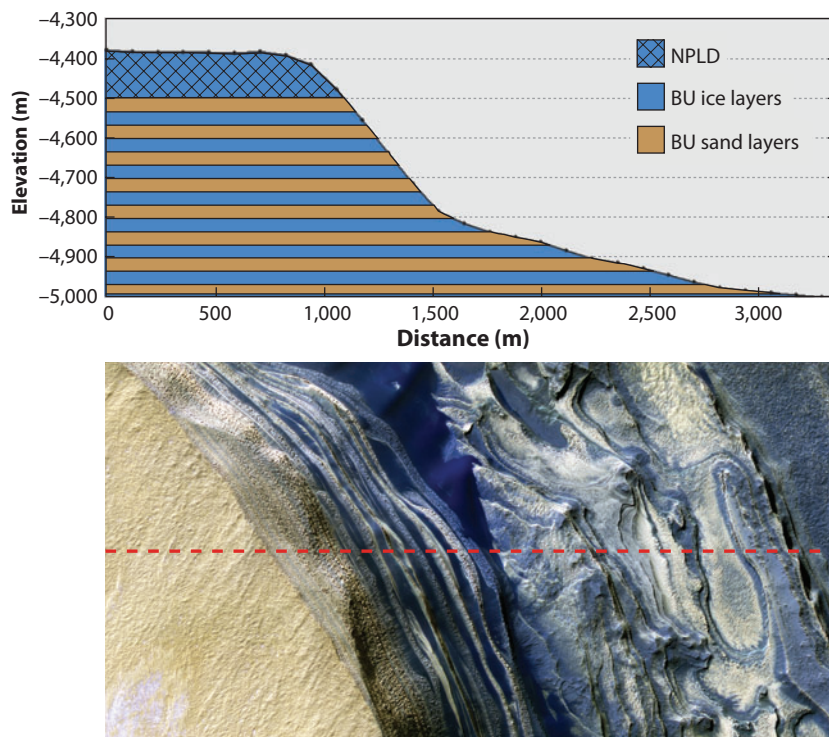 −4,300
−4,400
−4,500
−4,600
−4,700
−4,800
−4,900
−5,000
Elevation (m)
NPLD
BU ice layers
BU sand layers
0 500 1,000 1,500 2,000 2,500 3,000
Distance (m)